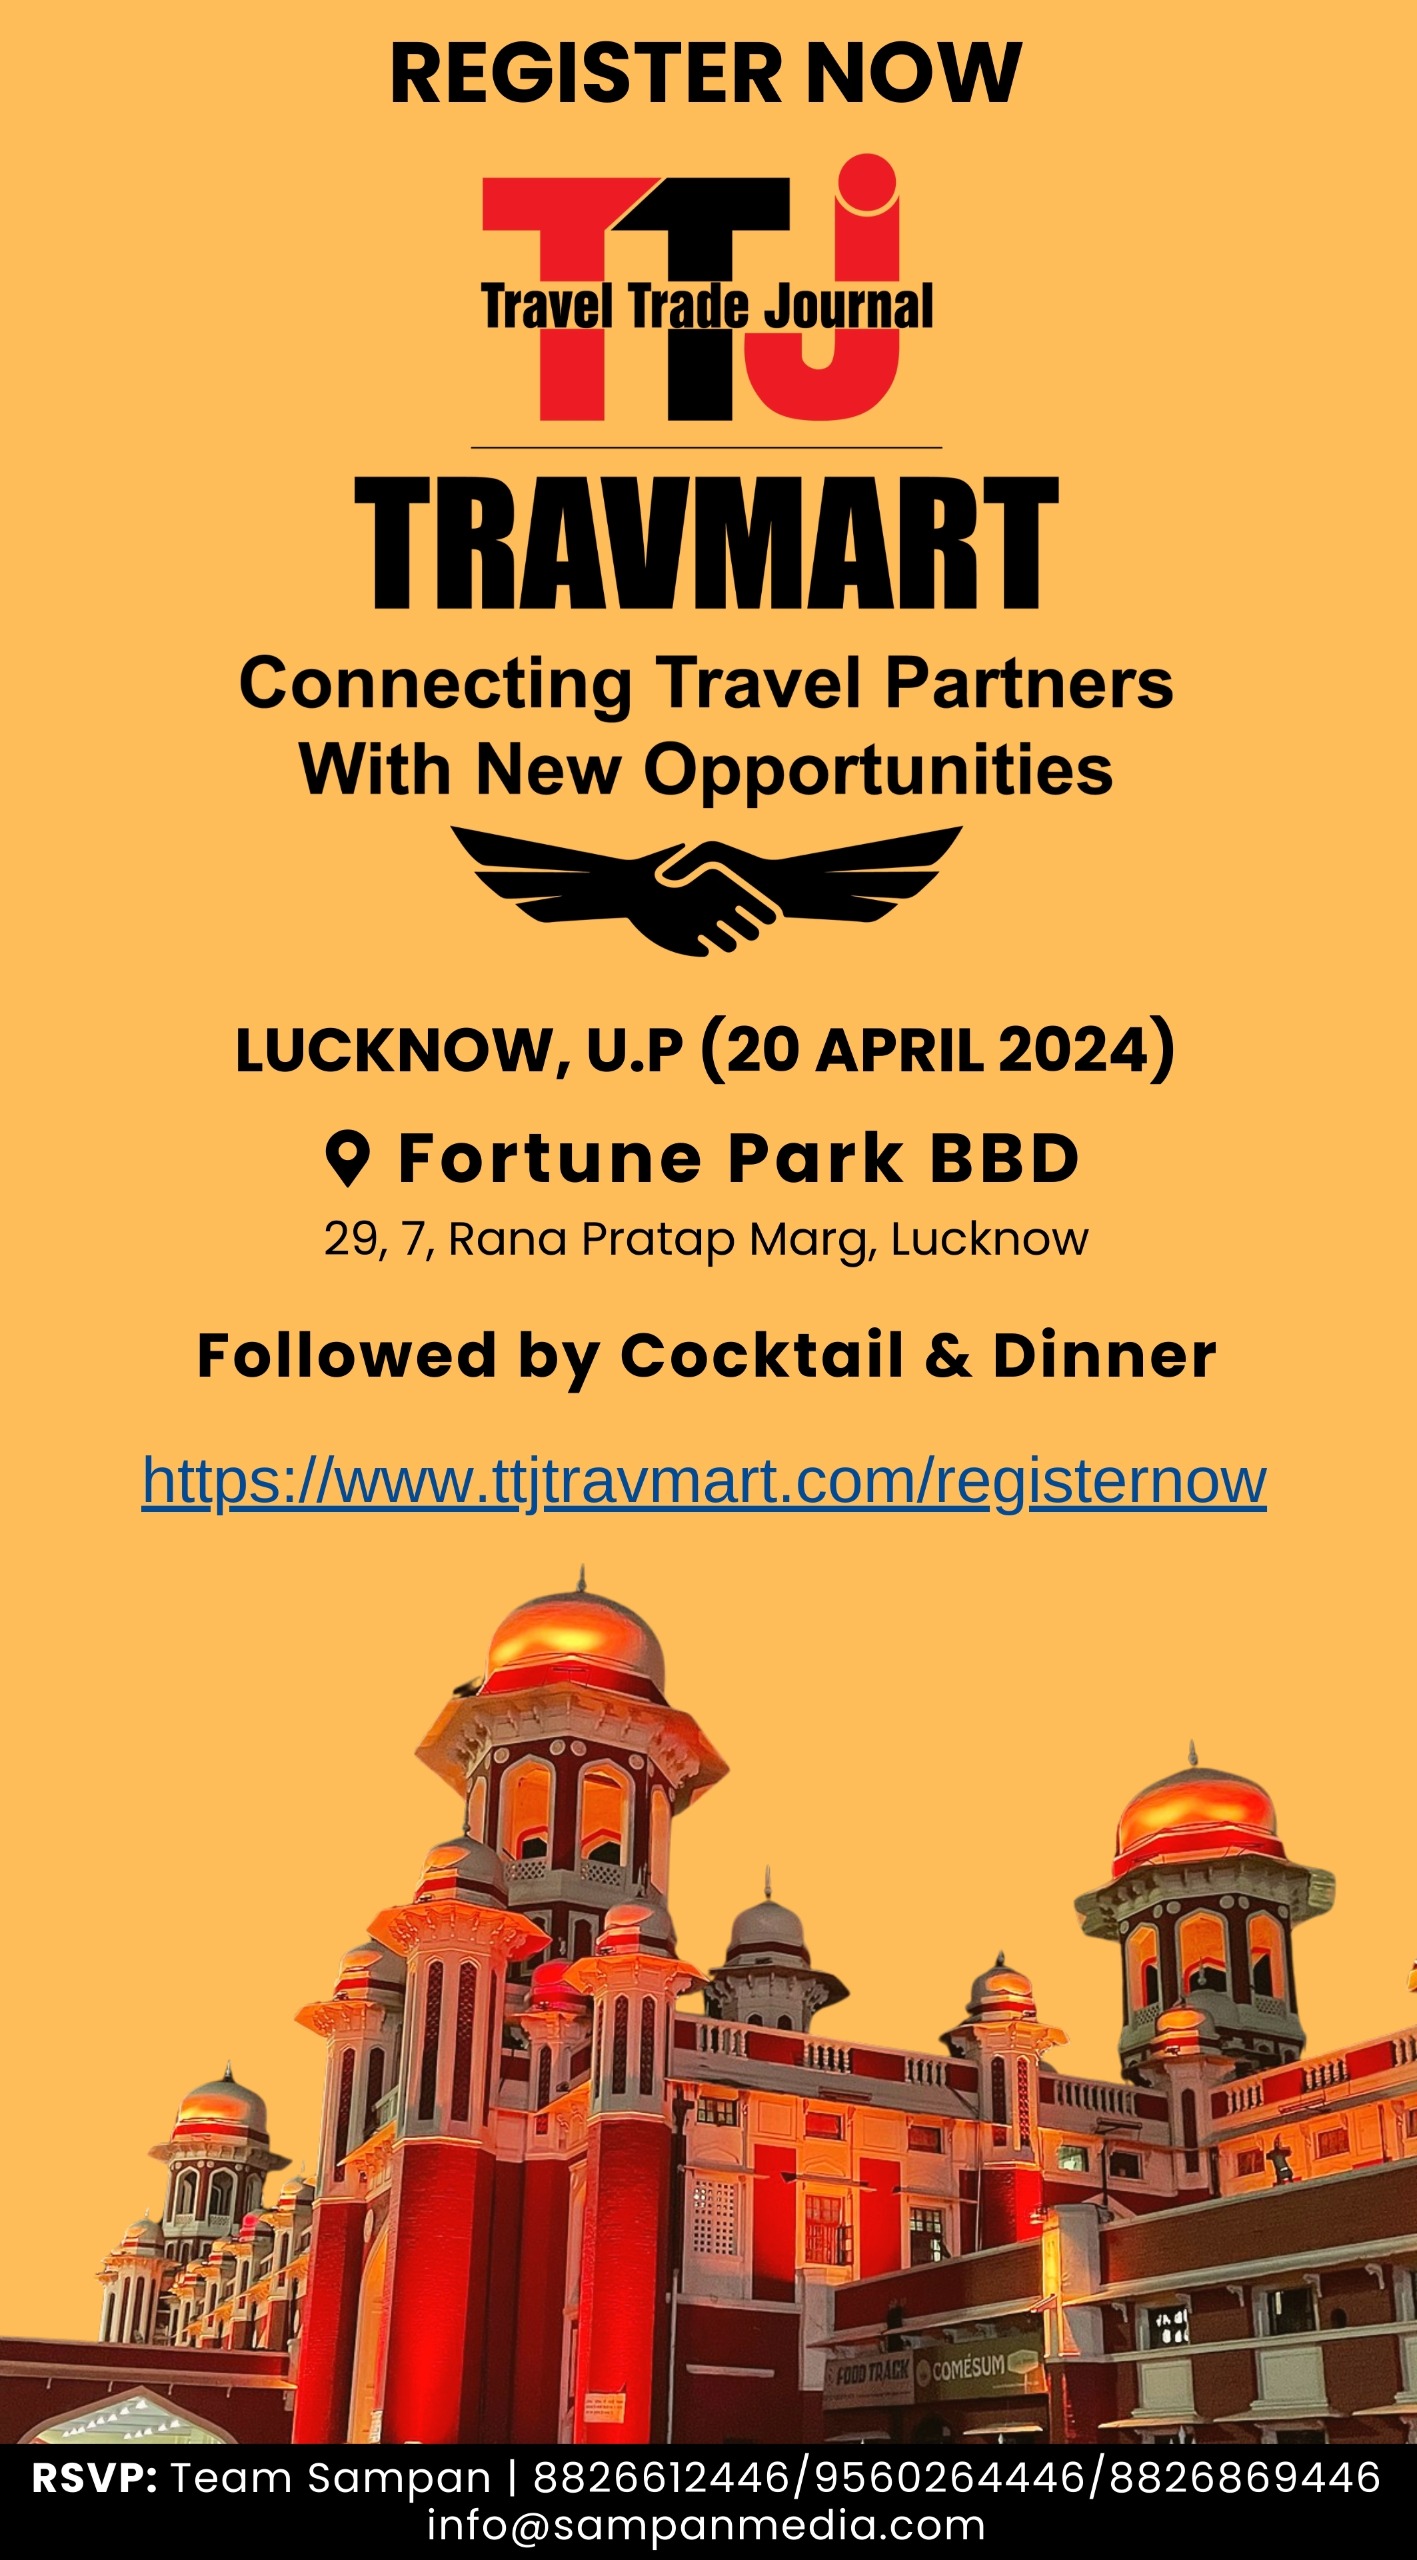 REGISTER NOW
TTJ
Travel Trade Journal
TRAVMART
Connecting Travel Partners
With New Opportunities
LUCKNOW, U.P (20 APRIL 2024)
Fortune Park BBD
29, 7, Rana Pratap Marg, Lucknow
Followed by Cocktail & Dinner
https://www.ttjtravmart.com/registernow
FOOD TRACK
COMESUM
RSVP: Team Sampan | 8826612446/9560264446/8826869446
info@sampanmedia.com